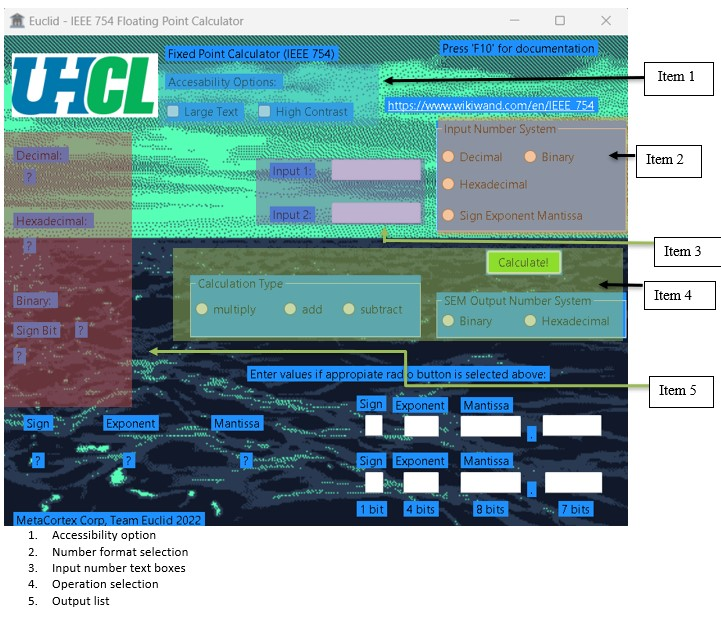 Euclid - IEEE 754 Floating Point Calculator
UHCL
Fixed Point Calculator (IEEE 754)
Press 'F10' for documentation
Accesability Options:
Item 1
Large Text
High Contrast
https://www.wikiwand.com/en/IEEE_754
Input Number System
Decimal:
Decimal
Binary
Item 2
?
Input 1:
Hexadecimal
Hexadecimal:
Input 2:
Sign Exponent Mantissa
?
Item 3
Calculate!
Calculation Type
Item 4
Binary:
multiply
add
subtract
SEM Output Number System
Sign Bit
?
Binary
Hexadecimal
?
Enter values if appropiate rad o button is selected above:
Item 5
Sign
Exponent
Mantissa
Sign
Exponent
Mantissa
.
?
?
?
Sign
Exponent
Mantissa
.
1 bit
4 bits
8 bits
7 bits
MetaCortex Corp, Team Euclid 2022
1. Accessibility option
2. Number format selection
3. Input number text boxes
4. Operation selection
5. Output list